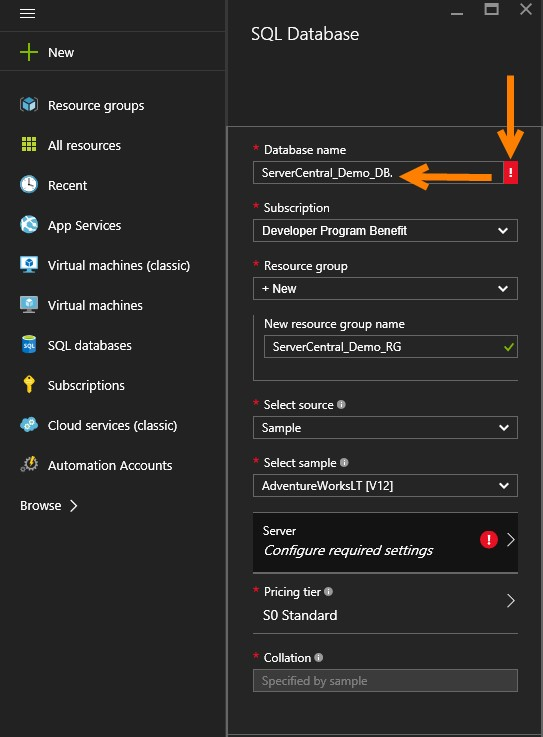 New
Resource groups
All resources
Recent
App Services
Virtual machines (classic)
Virtual machines
SQL databases
Subscriptions
Cloud services (classic)
Automation Accounts
Browse
SQL Database
* Database name
ServerCentral_Demo_DB.
* Subscription
Developer Program Benefit
* Resource group
+ New
New resource group name
ServerCentral_Demo_RG
* Select source
Sample
* Select sample
AdventureWorksLT [V12]
Server
Configure required settings
* Pricing tier
S0 Standard
* Collation
Specified by sample